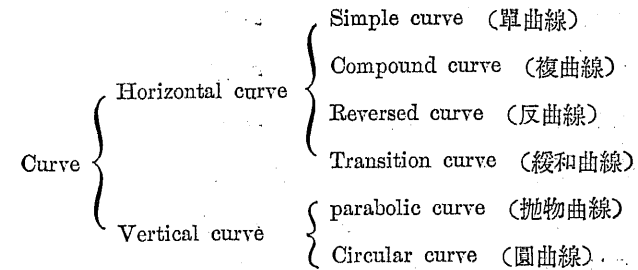 Simple curve (單曲線)
Compound curve (複曲線)
Horizontal curve
Reversed curve (反曲線)
Transition curve (緩和曲線)
Curve
parabolic curve (抛物曲線)
Vertical curve
Circular curve (圓曲線)